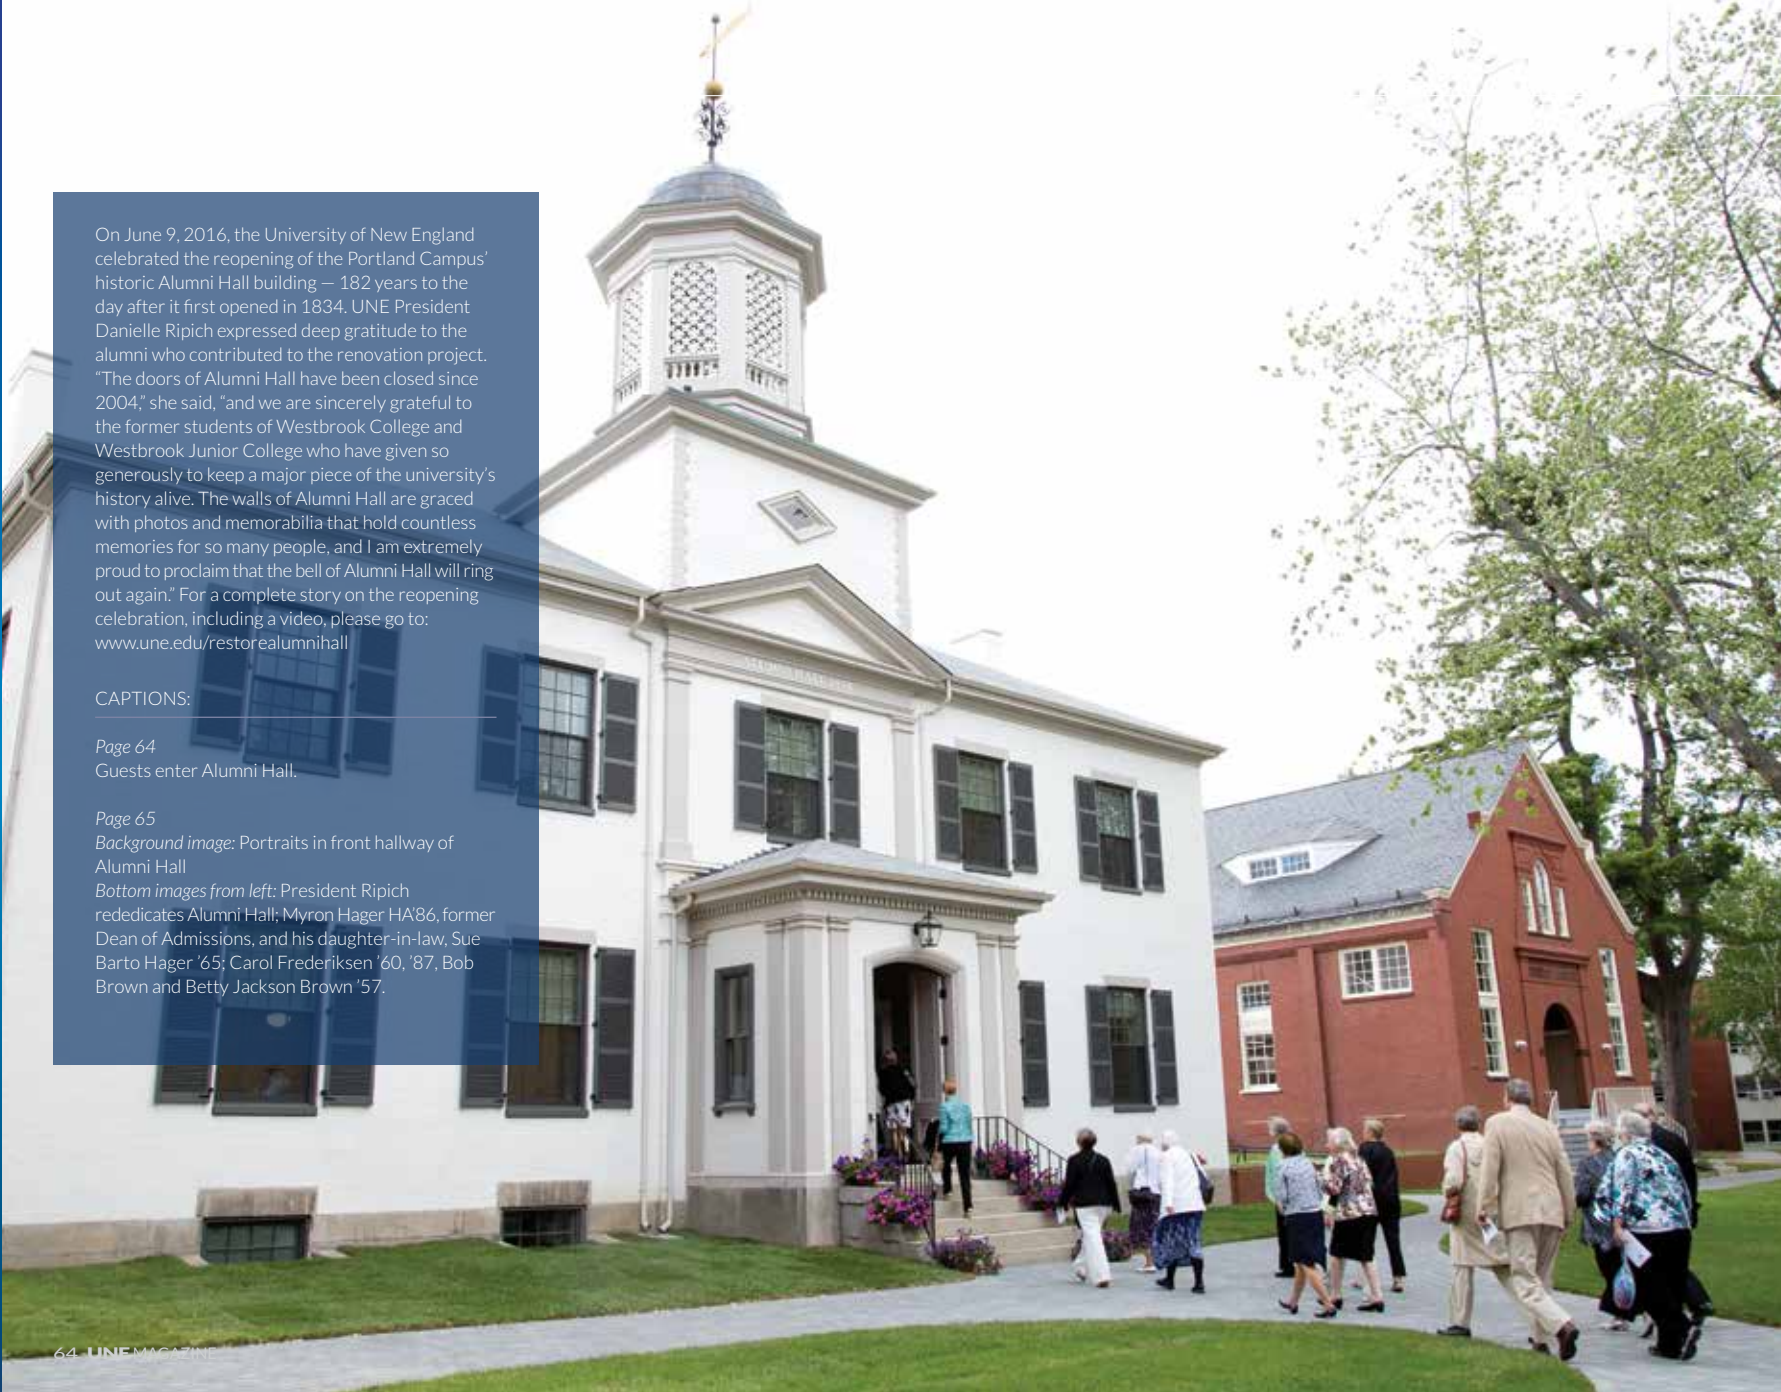 On June 9, 2016, the University of New England
celebrated the reopening of the Portland Campus’
historic Alumni Hall building — 182 years to the
day after it first opened in 1834. UNE President
Danielle Ripich expressed deep gratitude to the
alumni who contributed to the renovation project.
“The doors of Alumni Hall have been closed since
2004,” she said, “and we are sincerely grateful to
the former students of Westbrook College and
Westbrook Junior College who have given so
generously to keep a major piece of the university’s
history alive. The walls of Alumni Hall are graced
with photos and memorabilia that hold countless
memories for so many people, and I am extremely
proud to proclaim that the bell of Alumni Hall will ring
out again.” For a complete story on the reopening
celebration, including a video, please go to:
www.une.edu/restorealumnihall
CAPTIONS:
Page 64
Guests enter Alumni Hall.
Page 65
Background image: Portraits in front hallway of
Alumni Hall
Bottom images from left: President Ripich
rededicates Alumni Hall; Myron Hager HA’86, former
Dean of Admissions, and his daughter-in-law, Sue
Barto Hager ’65; Carol Frederiksen ’60, ’87, Bob
Brown and Betty Jackson Brown ’57.
64 UNE MAGAZINE